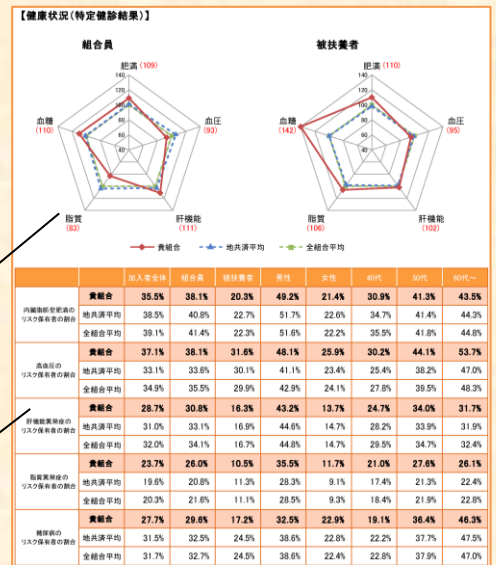 【健康状況(特定健診結果)】
組合員 被扶養者
肥満(109) 肥満(110)
140 140
120 120
100 100
80 80
60 60
40 40
血糖 (110) 血圧 (93) 血糖 (142) 血圧 (95)
脂質 (83) 肝機能 (111) 脂質 (106) 肝機能 (102)
貴組合 地共済平均 全組合平均
加入者全体 組合員 被扶養者 男性 女性 40代 50代 60代~
内臓脂肪型肥満のリスク保有者の割合
貴組合 35.5% 38.1% 20.3% 49.2% 21.4% 30.9% 41.3% 43.5%
地共済平均 38.5% 40.8% 22.7% 51.7% 22.6% 34.7% 41.4% 44.3%
全組合平均 39.1% 41.4% 22.3% 51.6% 22.2% 35.5% 41.8% 44.8%
高血圧のリスク保有者の割合
貴組合 37.1% 38.1% 31.6% 48.1% 25.9% 30.2% 44.1% 53.7%
地共済平均 33.1% 33.6% 30.1% 41.1% 23.4% 25.4% 38.2% 47.0%
全組合平均 34.9% 35.5% 29.9% 42.9% 24.1% 27.8% 39.5% 48.3%
肝機能異常症のリスク保有者の割合
貴組合 28.7% 30.8% 16.3% 43.2% 13.7% 24.7% 34.0% 31.7%
地共済平均 31.0% 33.1% 16.9% 44.6% 14.7% 28.2% 33.9% 31.9%
全組合平均 32.0% 34.1% 16.7% 44.8% 14.7% 29.5% 34.7% 32.4%
脂質異常症のリスク保有者の割合
貴組合 23.7% 26.0% 10.5% 35.5% 11.7% 21.0% 27.6% 26.1%
地共済平均 19.6% 20.8% 11.3% 28.3% 9.1% 17.4% 21.3% 22.4%
全組合平均 20.3% 21.6% 11.1% 28.5% 9.3% 18.4% 21.9% 22.8%
糖尿病のリスク保有者の割合
貴組合 27.7% 29.6% 17.2% 32.5% 22.9% 19.1% 36.4% 46.3%
地共済平均 31.5% 32.5% 24.5% 38.6% 22.8% 22.2% 37.7% 47.5%
全組合平均 31.7% 32.7% 24.5% 38.6% 22.4% 22.8% 37.9% 47.0%